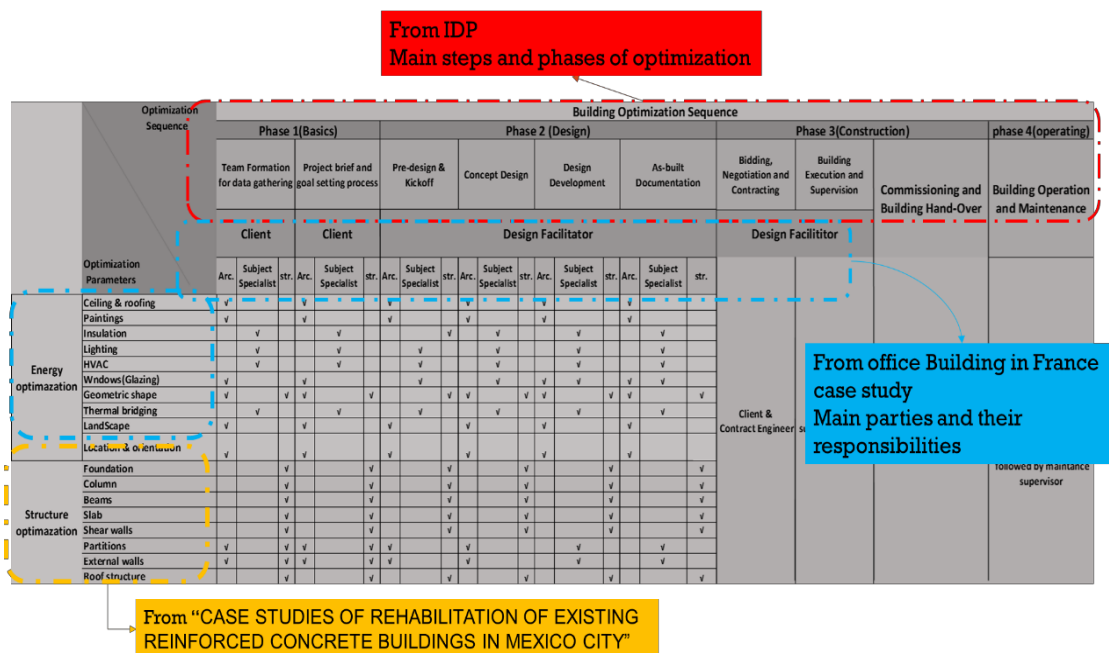 From IDP
Main steps and phases of optimization
Optimization
Sequence
Building Optimization Sequence
Phase 1(Basics) Phase 2 (Design) Phase 3(Construction) phase 4(operating)
Team Formation
for data gathering
Project brief and
goal setting process
Pre-design &
Kickoff
Concept Design
Design
Development
As-built
Documentation
Bidding,
Negotiation and
Contracting
Building
Execution and
Supervision
Commissioning and
Building Hand-Over
Building Operation
and Maintenance
Client Client Design Facilitator Design Facilititor
Optimization
Parameters
Arc. Subject Specialist str. Arc. Subject Specialist str. Arc. Subject Specialist str. Arc. Subject Specialist str. Arc. Subject Specialist str. Arc. Subject Specialist str.
Energy
optimazation
Ceiling & roofing √ √ √ √ √ √
Paintings √ √ √ √ √ √
Insulation √ √ √ √ √ √
Lighting √ √ √ √ √ √
HVAC √ √ √ √ √ √
Wndows(Glazing) √ √ √ √ √ √ √ √
Geometric shape √ √ √ √ √ √ √ √ √ √ √ √
Thermal bridging √ √ √ √ √ √
LandScape √ √ √ √ √ √
Location & orientation √ √ √ √ √ √
Structure
optimazation
Foundation √ √ √ √ √ √
Column √ √ √ √ √ √
Beams √ √ √ √ √ √
Slab √ √ √ √ √ √
Shear walls √ √ √ √ √ √
Partitions √ √ √ √ √ √ √ √
External walls √ √ √ √ √ √ √ √
Roof structure √ √ √ √ √ √
Client &
Contract Engineer
From office Building in France
case study
Main parties and their
responsibilities
followed by maintance
supervisor
From “CASE STUDIES OF REHABILITATION OF EXISTING
REINFORCED CONCRETE BUILDINGS IN MEXICO CITY”